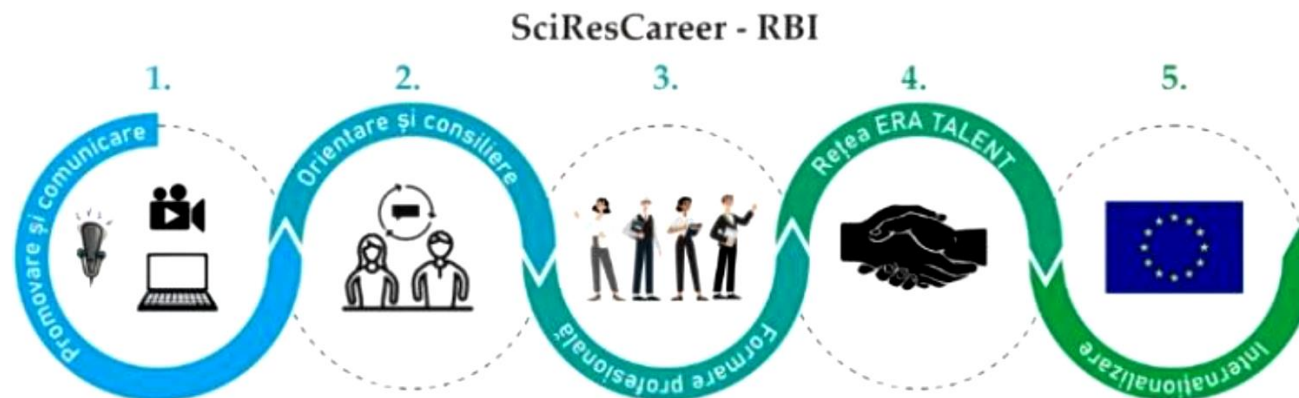 SciResCareer - RBI
1.
Promovare și comunicare
2.
Orientare și consiliere
3.
Formare profesională
4.
Rețea ERA TALENT
5.
Internaționalizare